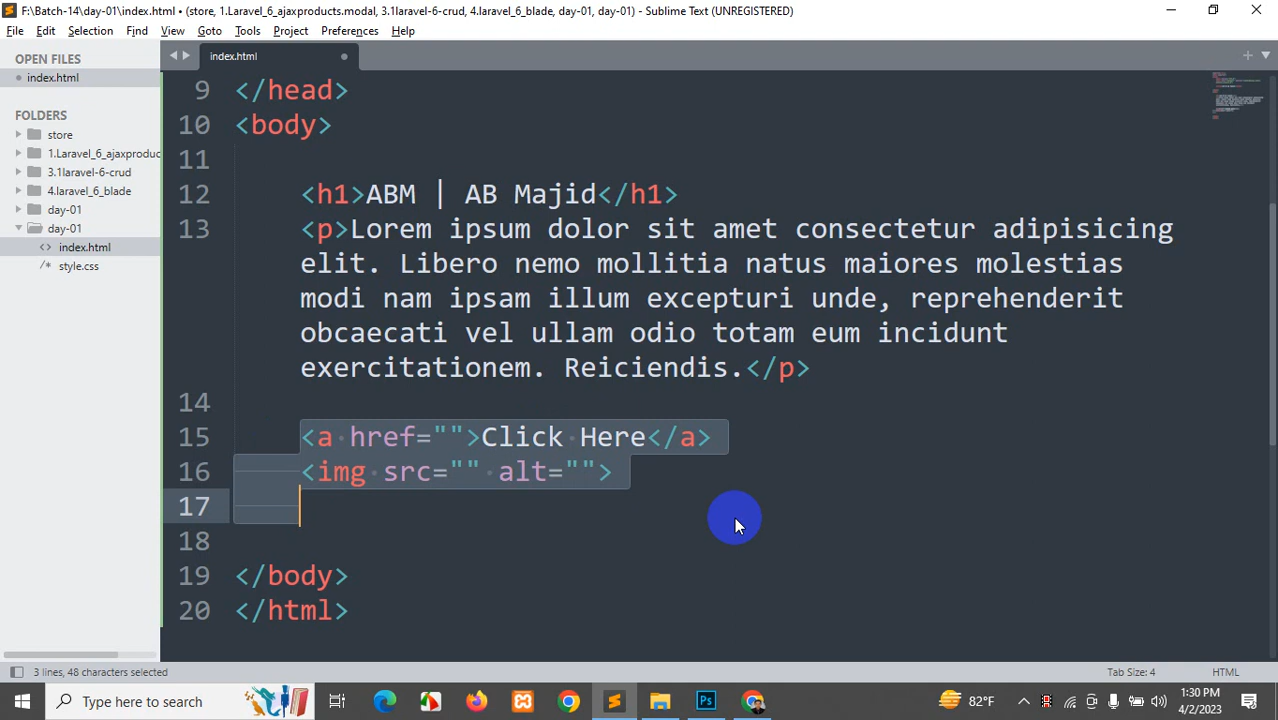 F:\Batch-14\day-01\index.html • (store, 1.Laravel_6_ajaxproducts.modal, 3.1laravel-6-crud, 4.laravel_6_blade, day-01, day-01) - Sublime Text (UNREGISTERED)
File Edit Selection Find View Goto Tools Project Preferences Help
OPEN FILES
index.html
FOLDERS
store
1.Laravel_6_ajaxproduc
3.1laravel-6-crud
4.laravel_6_blade
day-01
day-01
index.html
style.css
index.html
9 </head>
10 <body>
11
12 <h1>ABM | AB Majid</h1>
13 <p>Lorem ipsum dolor sit amet consectetur adipisicing
elit. Libero nemo mollitia natus maiores molestias
modi nam ipsam illum excepturi unde, reprehenderit
obcaecati vel ullam odio totam eum incidunt
exercitationem. Reiciendis.</p>
14
15 <a href="">Click Here</a>
16 <img src="" alt="">
17
18
19 </body>
20 </html>
3 lines, 48 characters selected
Tab Size: 4
HTML
Type here to search
Ps
82°F
1:30 PM
4/2/2023